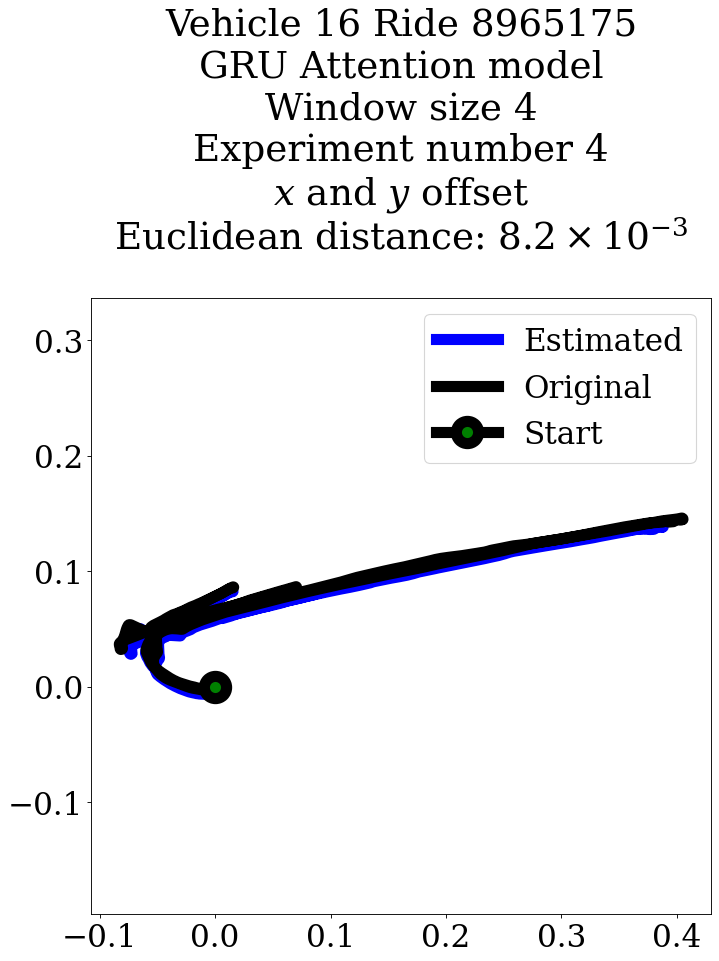 Vehicle 16 Ride 8965175
GRU Attention model
Window size 4
Experiment number 4
x and y offset
Euclidean distance: 8.2 × 10⁻³
Estimated
Original
Start
0.3
0.2
0.1
0.0
−0.1
−0.1 0.0 0.1 0.2 0.3 0.4